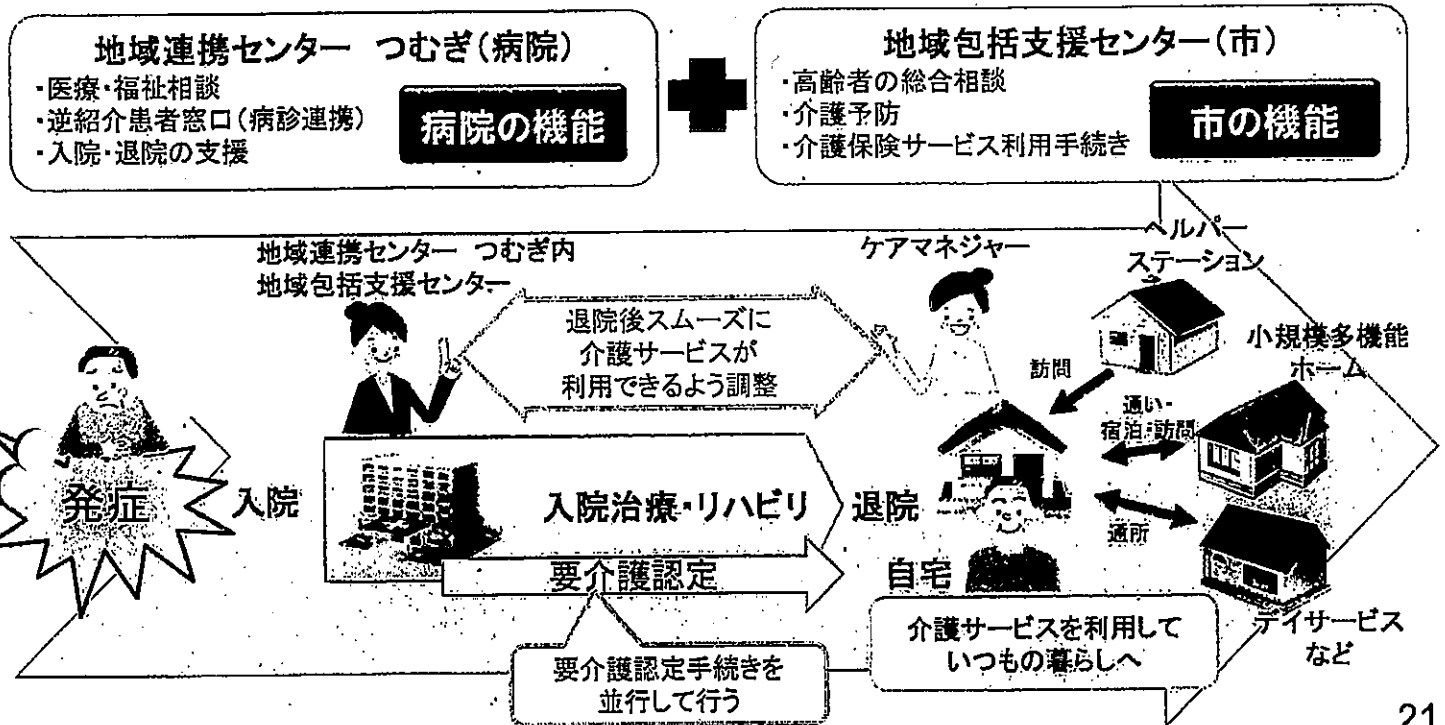 地域連携センター つむぎ(病院)
・医療・福祉相談
・逆紹介患者窓口(病診連携)
・入院・退院の支援
病院の機能
地域包括支援センター(市)
・高齢者の総合相談
・介護予防
・介護保険サービス利用手続き
市の機能
地域連携センター つむぎ内
地域包括支援センター
ケアマネジャー
ヘルパー
ステーション
退院後スムーズに
介護サービスが
利用できるよう調整
訪問
小規模多機能
ホーム
通い・
宿泊・訪問
発症
入院
入院治療・リハビリ
退院
通所
要介護認定
自宅
デイサービス
など
要介護認定手続きを
並行して行う
介護サービスを利用して
いつもの暮らしへ
21